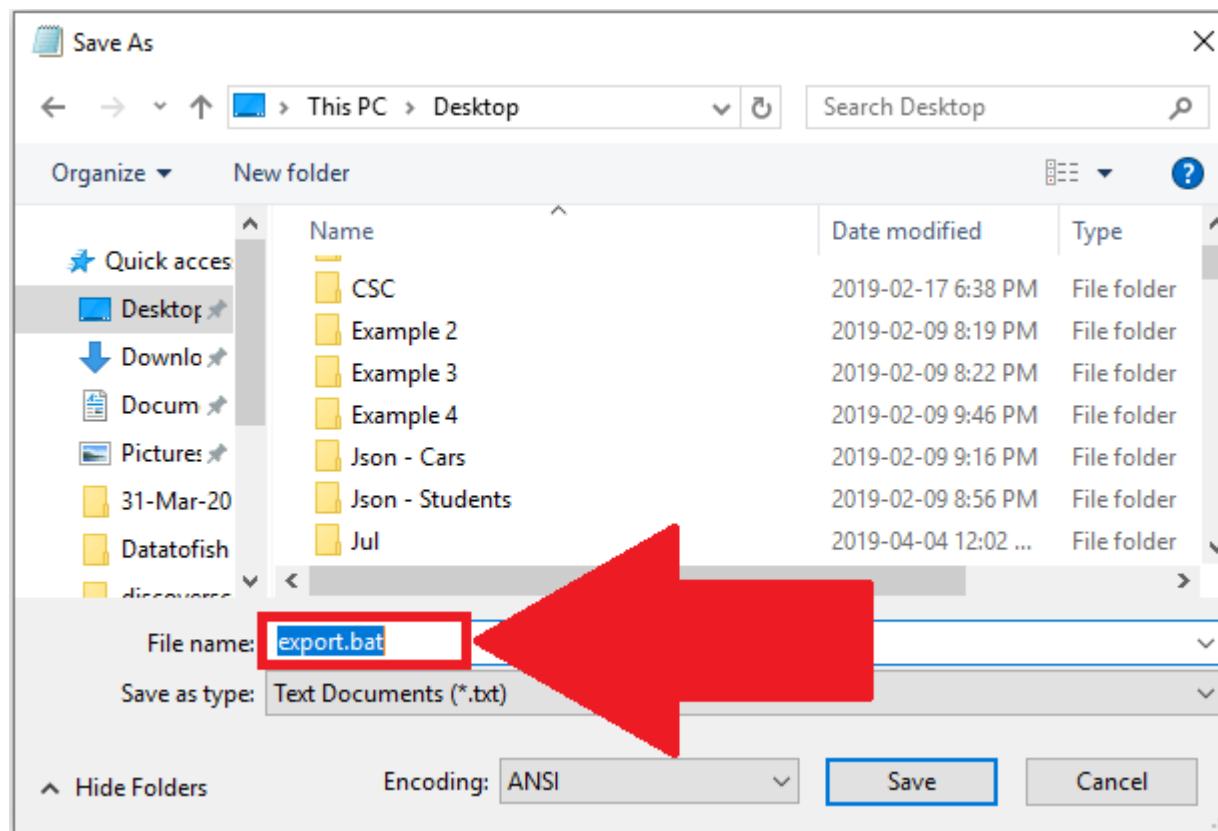 Save As
This PC > Desktop
Search Desktop
Organize
New folder
Name
Date modified
Type
Quick acces
Desktop
Downlo
Docum
Pictures
31-Mar-20
Datatofish
CSC 2019-02-17 6:38 PM File folder
Example 2 2019-02-09 8:19 PM File folder
Example 3 2019-02-09 8:22 PM File folder
Example 4 2019-02-09 9:46 PM File folder
Json - Cars 2019-02-09 9:16 PM File folder
Json - Students 2019-02-09 8:56 PM File folder
Jul 2019-04-04 12:02 ... File folder
File name: export.bat
Save as type: Text Documents (*.txt)
Hide Folders
Encoding: ANSI
Save
Cancel